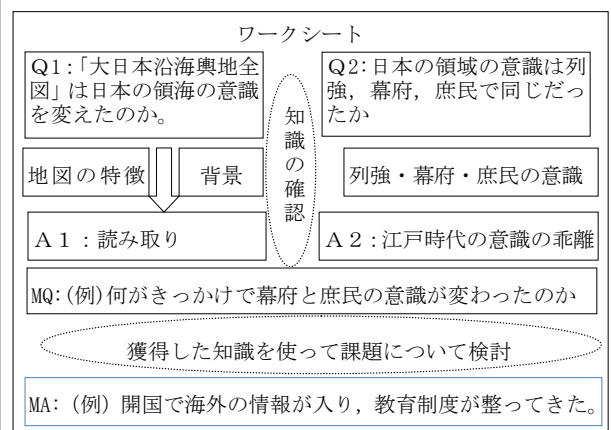 ワークシート
Q1:「大日本沿海輿地全
図」は日本の領海の意識
を変えたのか。
Q2:日本の領域の意識は列
強,幕府,庶民で同じだっ
たか
知識の確認
地図の特徴
背景
列強・幕府・庶民の意識
A1:読み取り
A2:江戸時代の意識の乖離
MQ:(例)何がきっかけで幕府と庶民の意識が変わったのか
獲得した知識を使って課題について検討
MA:(例) 開国で海外の情報が入り,教育制度が整ってきた。